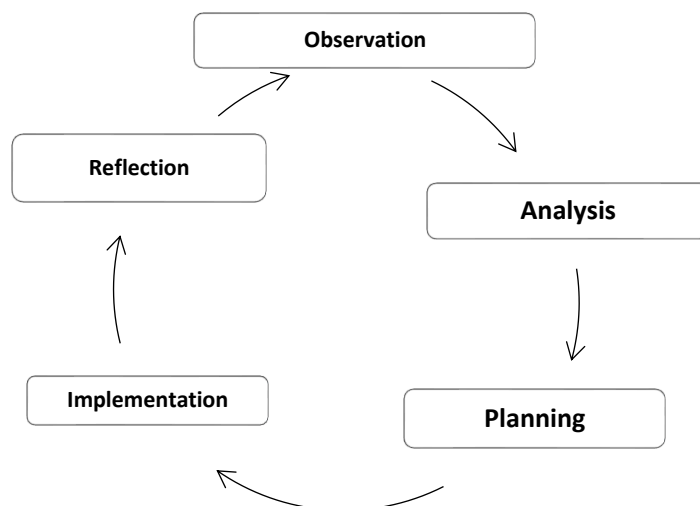 Observation
Reflection
Analysis
Implementation
Planning